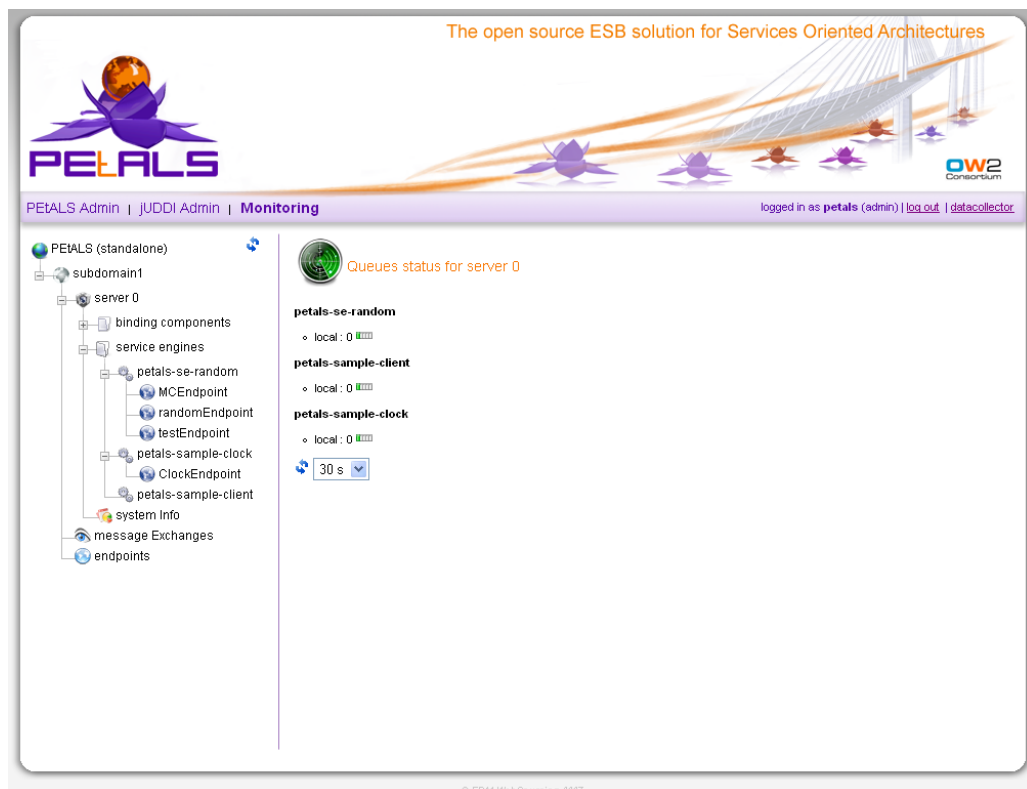 The open source ESB solution for Services Oriented Architectures
PEtALS
OW2
Consortium
PEtALS Admin | jUDDI Admin | Monitoring
logged in as petals (admin) | log out | datacollector
PEtALS (standalone)
subdomain1
server 0
binding components
service engines
petals-se-random
MCEndpoint
randomEndpoint
testEndpoint
petals-sample-clock
ClockEndpoint
petals-sample-client
system Info
message Exchanges
endpoints
Queues status for server 0
petals-se-random
local : 0
petals-sample-client
local : 0
petals-sample-clock
local : 0
30 s